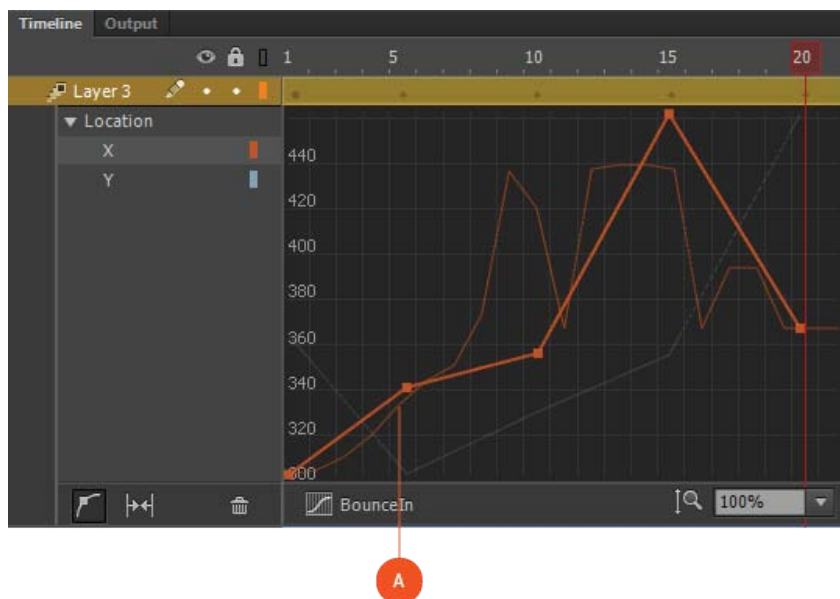 Timeline Output
1 5 10 15 20
Layer 3
Location
X
Y
440
420
400
380
360
340
320
300
BounceIn 100%
A